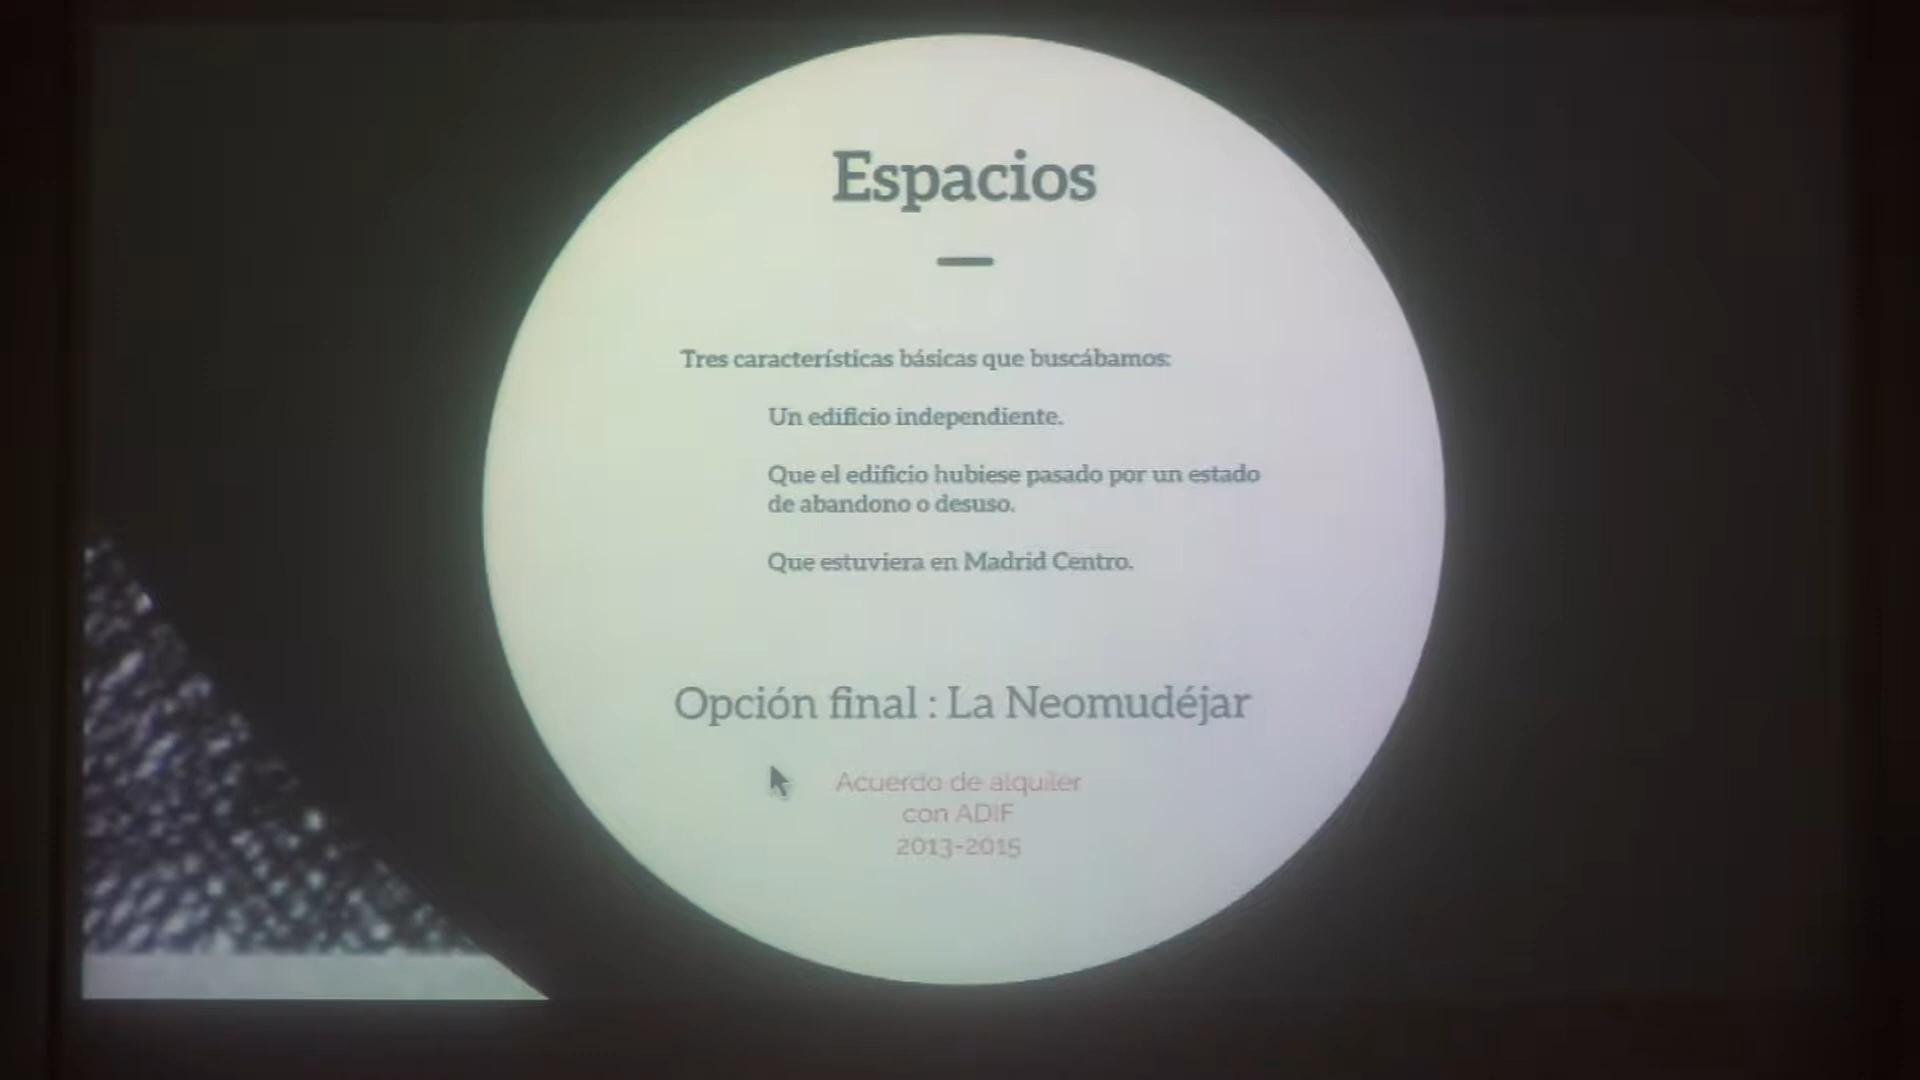 Espacios
Tres características básicas que buscábamos:
Un edificio independiente.
Que el edificio hubiese pasado por un estado
de abandono o desuso.
Que estuviera en Madrid Centro.
Opción final : La Neomudéjar
Acuerdo de alquiler
con ADIF
2013-2015